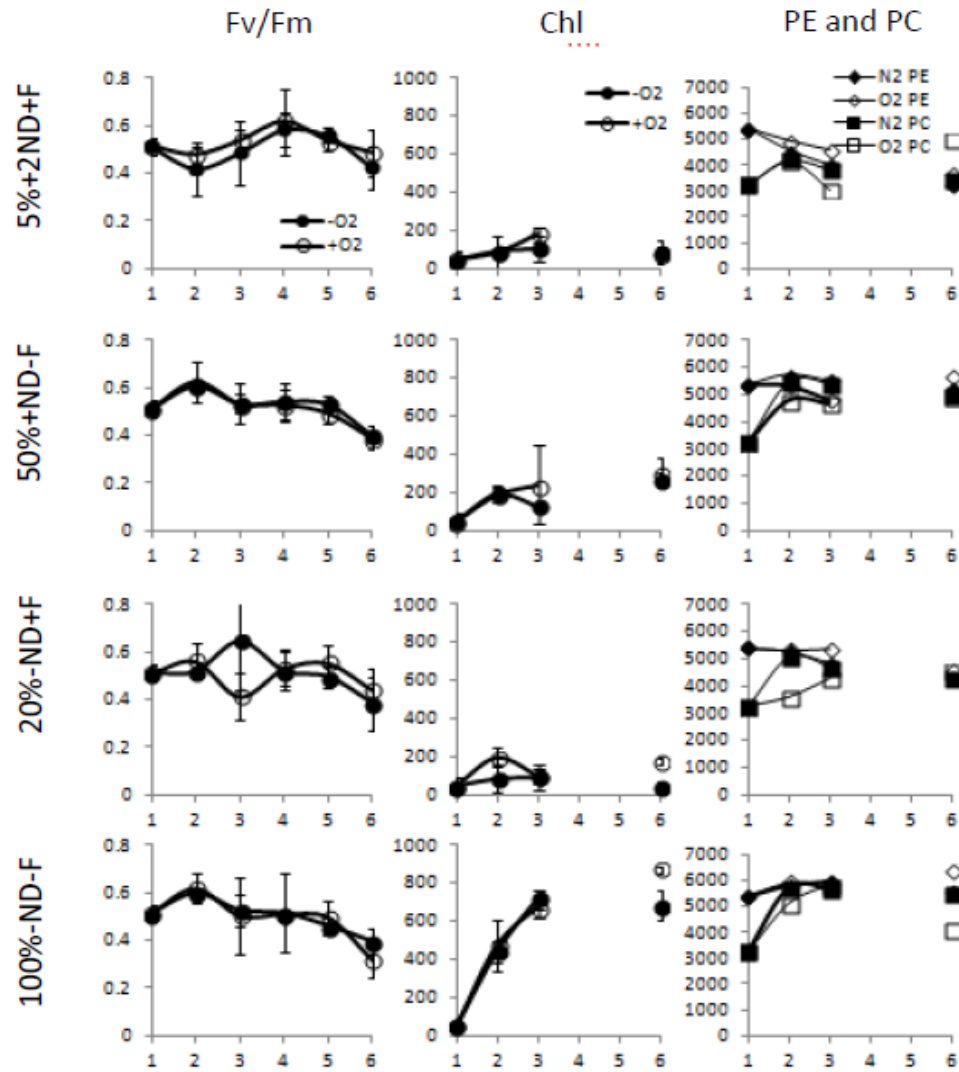 Fv/Fm Chl PE and PC
5%+2ND+F
0.8 0.6 0.4 0.2 0
1 2 3 4 5 6
-O2
+O2
1000 800 600 400 200 0
1 2 3 4 5 6
-O2
+O2
7000 6000 5000 4000 3000 2000 1000 0
1 2 3 4 5 6
N2 PE
O2 PE
N2 PC
O2 PC
50%+ND-F
0.8 0.6 0.4 0.2 0
1 2 3 4 5 6
1000 800 600 400 200 0
1 2 3 4 5 6
7000 6000 5000 4000 3000 2000 1000 0
1 2 3 4 5 6
20%-ND+F
0.8 0.6 0.4 0.2 0
1 2 3 4 5 6
1000 800 600 400 200 0
1 2 3 4 5 6
7000 6000 5000 4000 3000 2000 1000 0
1 2 3 4 5 6
100%-ND-F
0.8 0.6 0.4 0.2 0
1 2 3 4 5 6
1000 800 600 400 200 0
1 2 3 4 5 6
7000 6000 5000 4000 3000 2000 1000 0
1 2 3 4 5 6